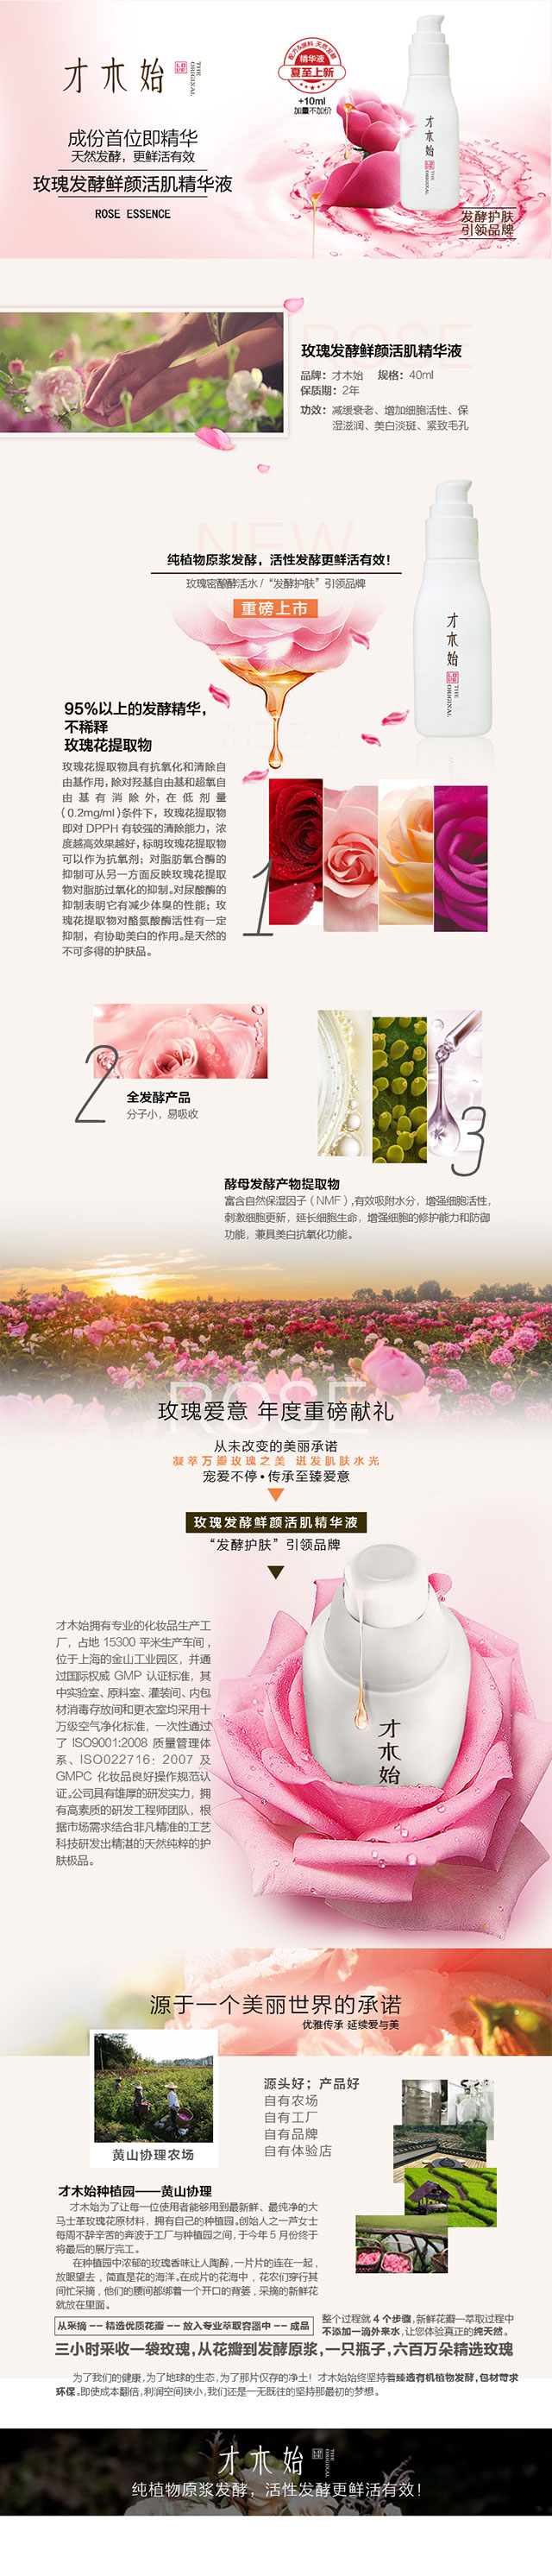 才木始
THE ORIGINAL
配方&原料 天然发酵
精华液
夏至上新
+10ml
加量不加价
成份首位即精华
天然发酵，更鲜活有效
玫瑰发酵鲜颜活肌精华液
ROSE ESSENCE
才木始
THE ORIGINAL
发酵护肤
引领品牌
ROSE
玫瑰发酵鲜颜活肌精华液
品牌：才木始 规格：40ml
保质期：2年
功效：减缓衰老、增加细胞活性、保
湿滋润、美白淡斑、紧致毛孔
NEW
纯植物原浆发酵，活性发酵更鲜活有效！
玫瑰密酿酵活水 /“发酵护肤”引领品牌
重磅上市
才木始
THE ORIGINAL
95%以上的发酵精华，
不稀释
玫瑰花提取物
玫瑰花提取物具有抗氧化和清除自
由基作用，除对羟基自由基和超氧自
由基有消除外，在低剂量
（0.2mg/ml）条件下，玫瑰花提取物
即对 DPPH 有较强的清除能力，浓
度越高效果越好，标明玫瑰花提取物
可以作为抗氧剂；对脂肪氧合酶的
抑制可从另一方面反映玫瑰花提取
物对脂肪过氧化的抑制。对尿酸酶的
抑制表明它有减少体臭的性能；玫
瑰花提取物对酪氨酸酶活性有一定
抑制，有协助美白的作用。是天然的
不可多得的护肤品。
1
2
全发酵产品
分子小，易吸收
3
酵母发酵产物提取物
富含自然保湿因子（NMF），有效吸附水分，增强细胞活性，
刺激细胞更新，延长细胞生命，增强细胞的修护能力和防御
功能，兼具美白抗氧化功能。
ROSE
玫瑰爱意 年度重磅献礼
从未改变的美丽承诺
凝萃万瓣玫瑰之美 迸发肌肤水光
宠爱不停•传承至臻爱意
玫瑰发酵鲜颜活肌精华液
“发酵护肤”引领品牌
才木始拥有专业的化妆品生产工
厂，占地 15300 平米生产车间，
位于上海的金山工业园区，并通
过国际权威 GMP 认证标准，其
中实验室、原料室、灌装间、内包
材消毒存放间和更衣室均采用十
万级空气净化标准，一次性通过
了 ISO9001:2008 质量管理体
系、ISO022716：2007 及
GMPC 化妆品良好操作规范认
证。公司具有雄厚的研发实力，拥
有高素质的研发工程师团队，根
据市场需求结合非凡精准的工艺
科技研发出精湛的天然纯粹的护
肤极品。
才木始
源于一个美丽世界的承诺
优雅传承 延续爱与美
黄山协理农场
源头好；产品好
自有农场
自有工厂
自有品牌
自有体验店
才木始种植园——黄山协理
才木始为了让每一位使用者能够用到最新鲜、最纯净的大
马士革玫瑰花原材料，拥有自己的种植园。创始人之一芦女士
每周不辞辛苦的奔波于工厂与种植园之间，于今年 5 月份终于
将最后的展厅完工。
在种植园中浓郁的玫瑰香味让人陶醉，一片片的连在一起，
放眼望去，简直是花的海洋。在成片的花海中，花农们穿行其
间忙采摘，他们的腰间都绑着一个开口的背篓，采摘的新鲜花
就放在里面。
从采摘 —— 精选优质花瓣 —— 放入专业萃取容器中 —— 成品
整个过程就 4 个步骤，新鲜花瓣一萃取过程中
不添加一滴外来水，让您体验真正的纯天然。
三小时采收一袋玫瑰，从花瓣到发酵原浆，一只瓶子，六百万朵精选玫瑰
为了我们的健康，为了地球的生态，为了那片仅存的净土！才木始始终坚持着臻选有机植物发酵，包材苛求
环保。即使成本翻倍，利润空间狭小，我们还是一无既往的坚持那最初的梦想。
才木始
THE ORIGINAL
纯植物原浆发酵，活性发酵更鲜活有效！